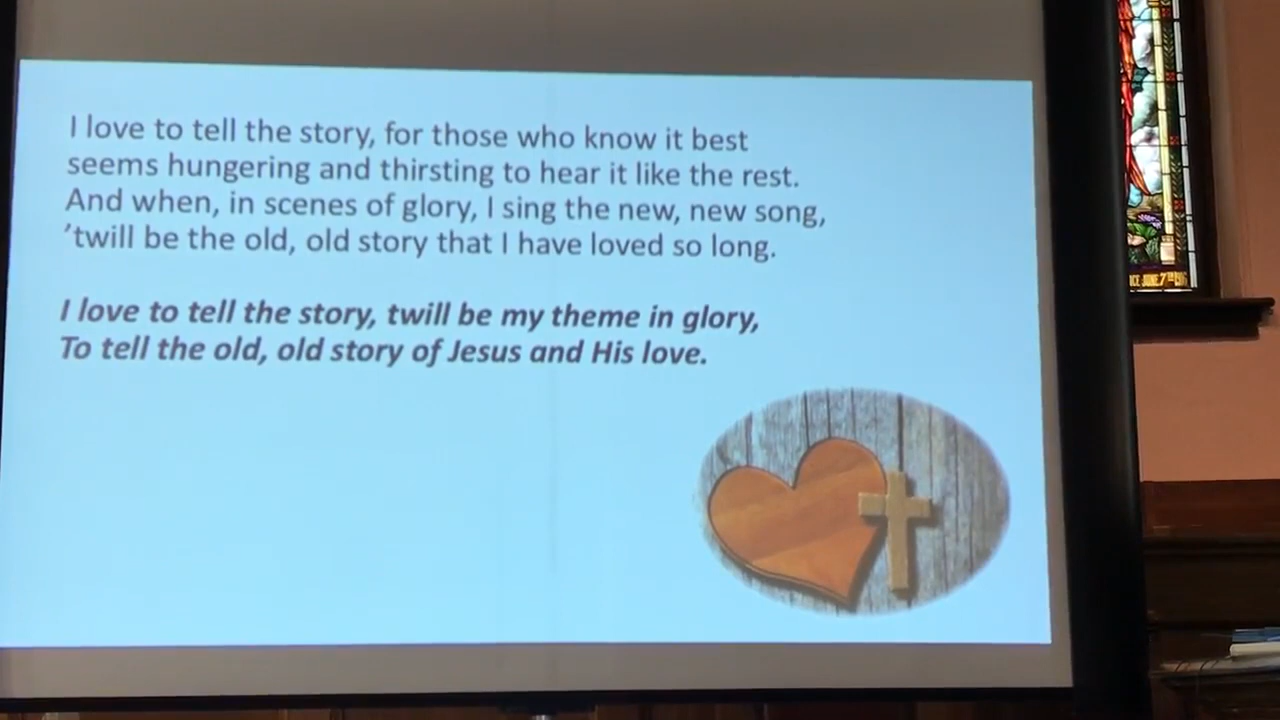 I love to tell the story, for those who know it best
seems hungering and thirsting to hear it like the rest.
And when, in scenes of glory, I sing the new, new song,
’twill be the old, old story that I have loved so long.
I love to tell the story, twill be my theme in glory,
To tell the old, old story of Jesus and His love.
JUNE 7TH